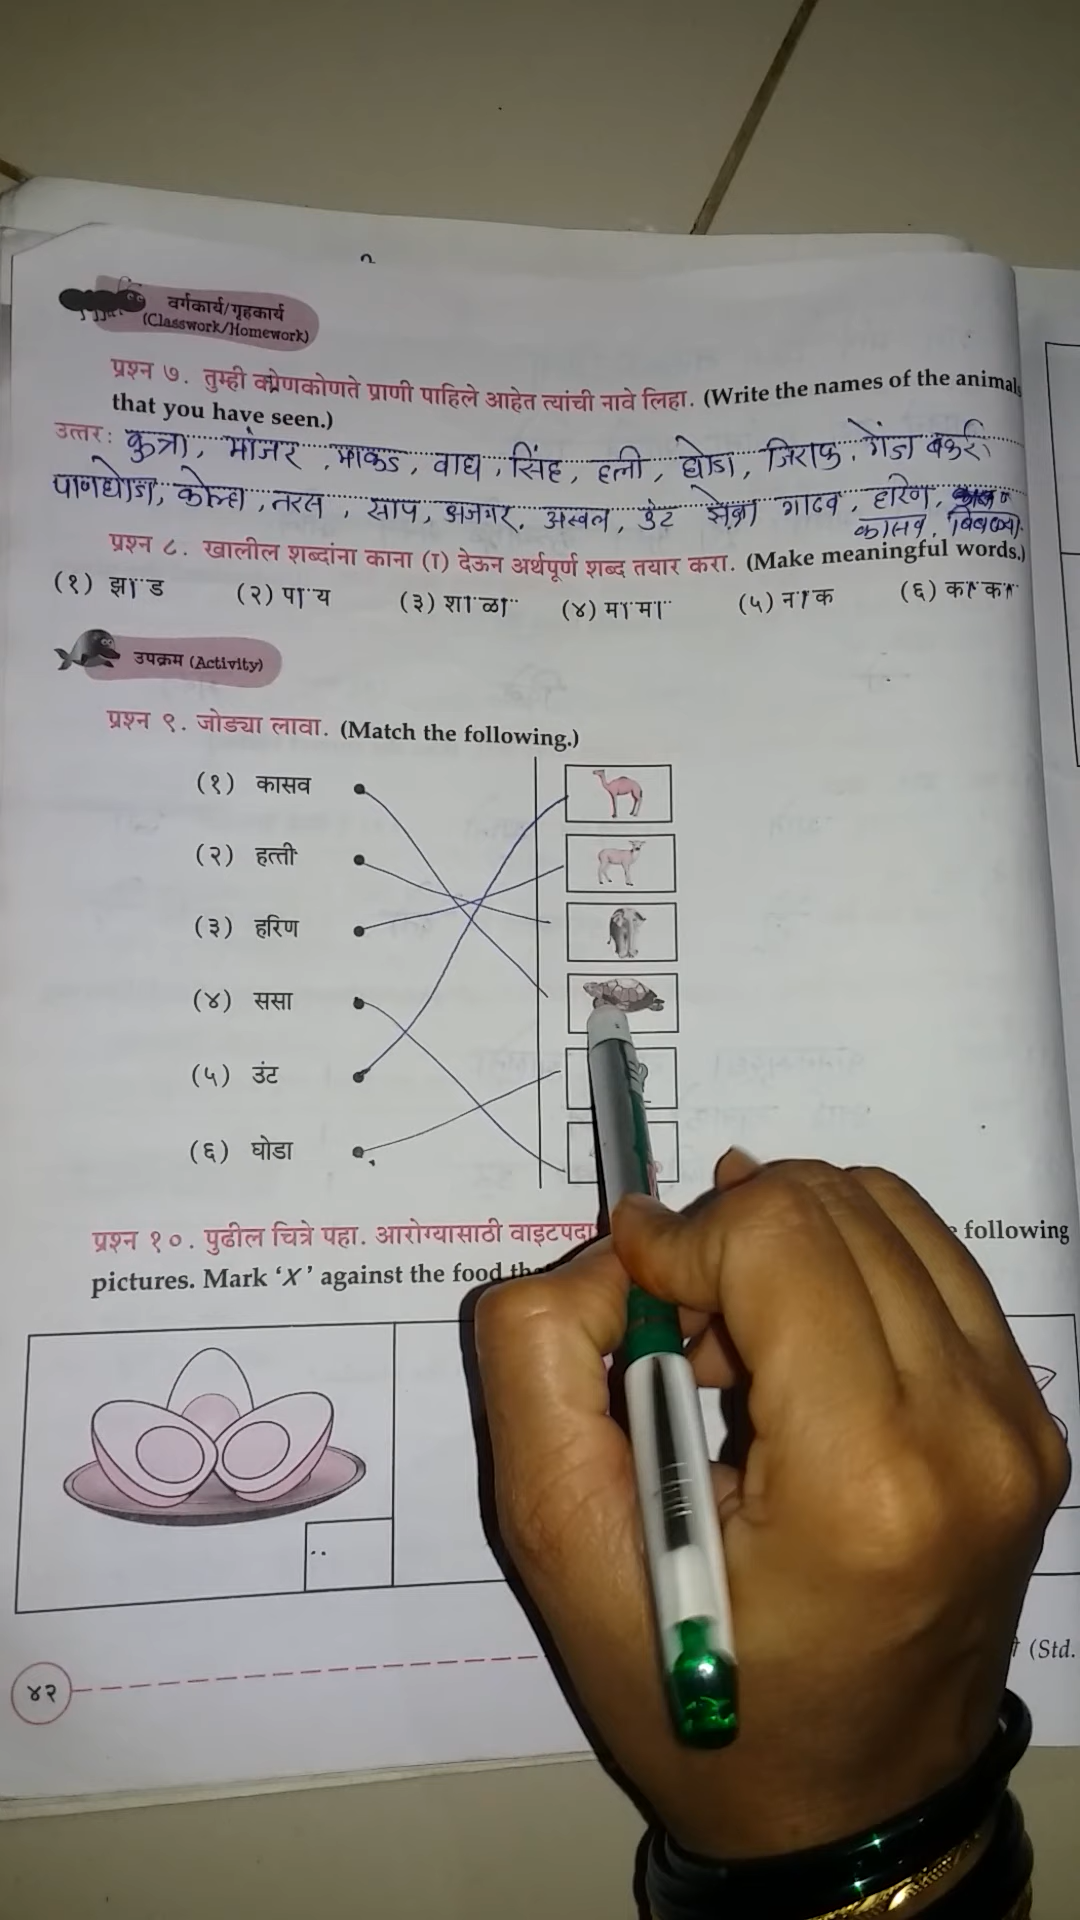 वर्गकार्य/गृहकार्य
(Classwork/Homework)
प्रश्न ७. तुम्ही कोणकोणते प्राणी पाहिले आहेत त्यांची नावे लिहा. (Write the names of the animals
that you have seen.)
उत्तर: कुत्रा, मांजर, माकड, वाघ, सिंह, हत्ती, घोडा, जिराफ, गेंडा बकरी
पाणघोडा, कोल्हा, तरस, साप, अजगर, अस्वल, उंट झेब्रा गाढव, हरिण,
कासव,
प्रश्न ८. खालील शब्दांना काना (ा) देऊन अर्थपूर्ण शब्द तयार करा. (Make meaningful words.)
(१) झाड (२) पाय (३) शाळा (४) मामा (५) नाक (६) काका
उपक्रम (Activity)
प्रश्न ९. जोड्या लावा. (Match the following.)
(१) कासव
(२) हत्ती
(३) हरिण
(४) ससा
(५) उंट
(६) घोडा
प्रश्न १०. पुढील चित्रे पहा. आरोग्यासाठी वाइट following
pictures. Mark ‘X’ against the food
४२ (Std.